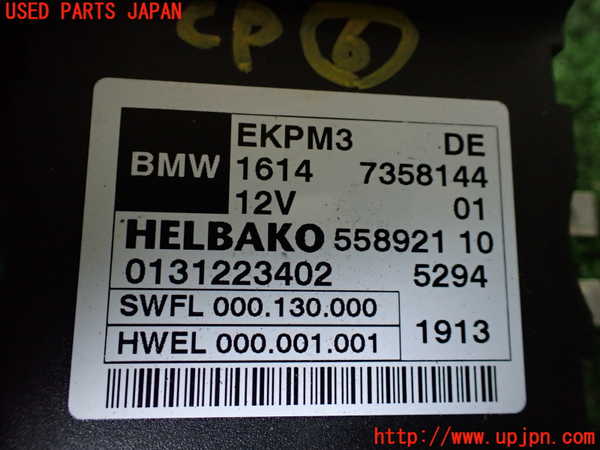 USED PARTS JAPAN
CP 6
EKPM3 DE
BMW 1614 7358144
12V 01
HELBAKO 558921 10
0131223402 5294
SWFL 000.130.000
HWEL 000.001.001 1913
http://www.upjpn.com/